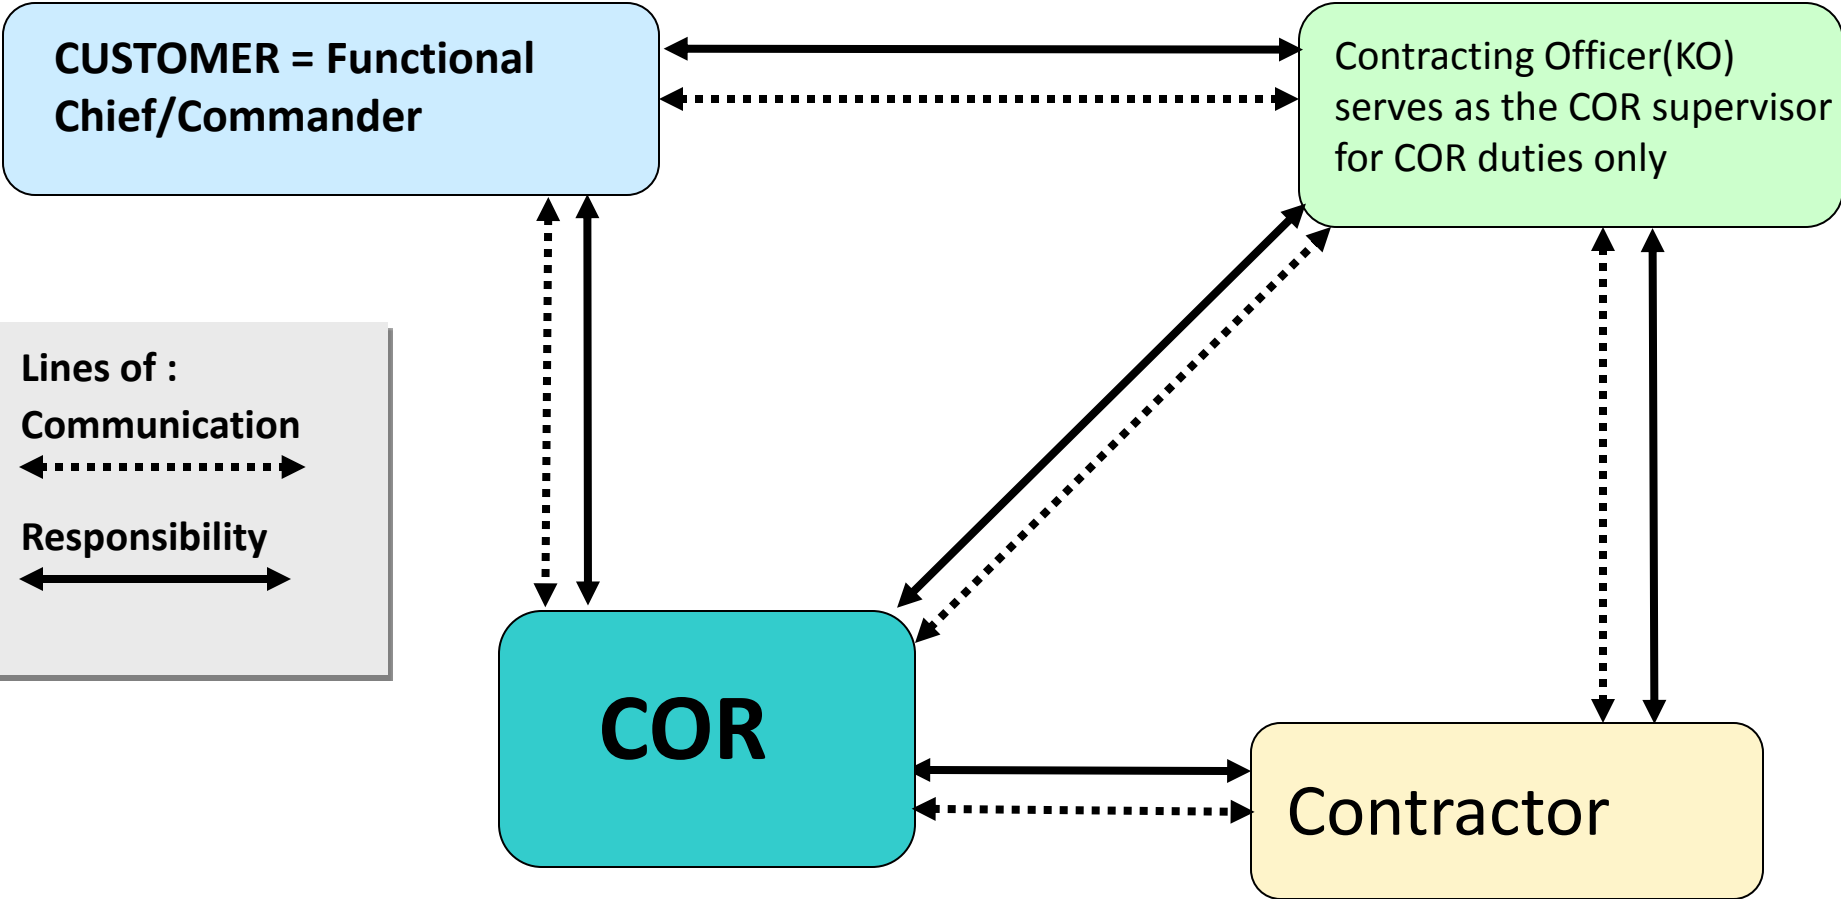 CUSTOMER = Functional
Chief/Commander
Contracting Officer(KO)
serves as the COR supervisor
for COR duties only
Lines of :
Communication
Responsibility
COR
Contractor